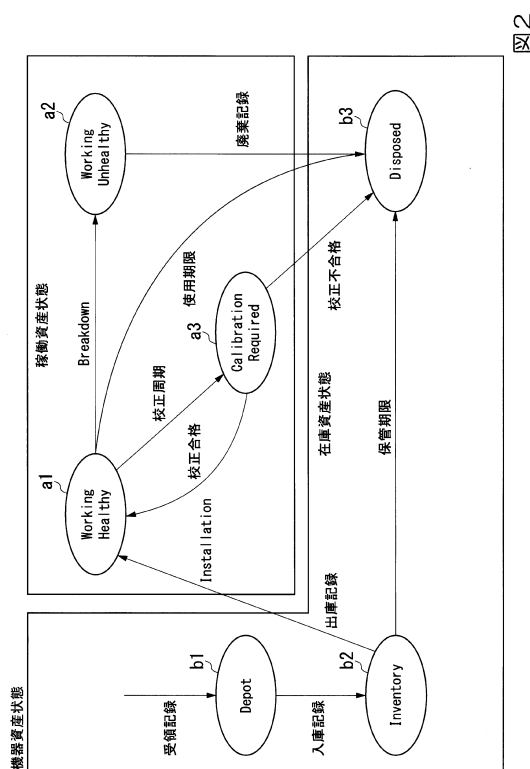 図2
機器資産状態
稼働資産状態
a1
Working
Healthy
Breakdown
a2
Working
Unhealthy
廃棄記録
校正周期
使用期限
a3
Calibration
Required
校正合格
Installation
校正不合格
在庫資産状態
受領記録
b1
Depot
入庫記録
出庫記録
b2
Inventory
保管期限
b3
Disposed